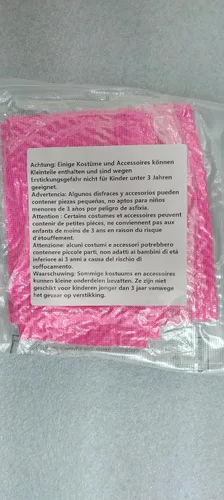 Achtung: Einige Kostüme und Accessoires können
Kleinteile enthalten und sind wegen
Erstickungsgefahr nicht für Kinder unter 3 Jahren
geeignet.
Advertencia: Algunos disfraces y accesorios pueden
contener piezas pequeñas, no aptos para niños
menores de 3 años por peligro de asfixia.
Attention : Certains costumes et accessoires peuvent
contenir de petites pièces, ne conviennent pas aux
enfants de moins de 3 ans en raison du risque
d'étouffement.
Attenzione: alcuni costumi e accessori potrebbero
contenere piccole parti, non adatti ai bambini di età
inferiore ai 3 anni a causa del rischio di
soffocamento.
Waarschuwing: Sommige kostuums en accessoires
kunnen kleine onderdelen bevatten. Ze zijn niet
geschikt voor kinderen jonger dan 3 jaar vanwege
het gevaar op verstikking.